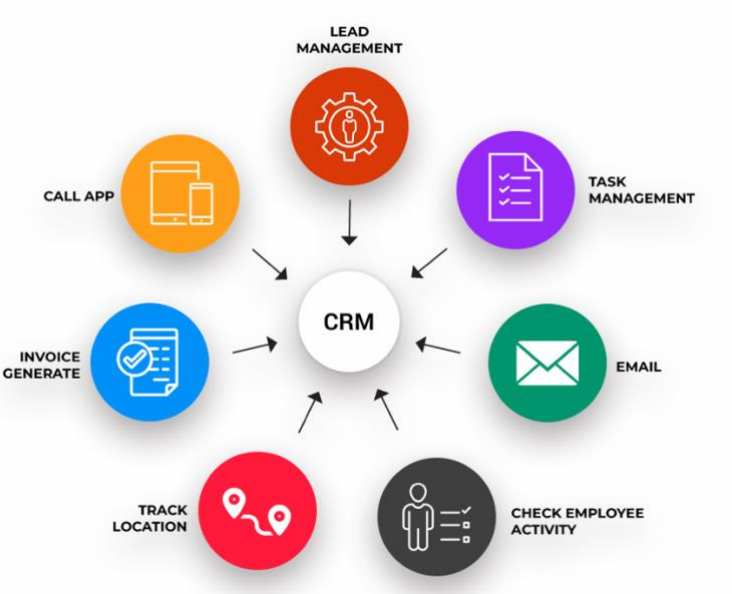 LEAD
MANAGEMENT
CALL APP
TASK
MANAGEMENT
CRM
INVOICE
GENERATE
EMAIL
TRACK
LOCATION
CHECK EMPLOYEE
ACTIVITY